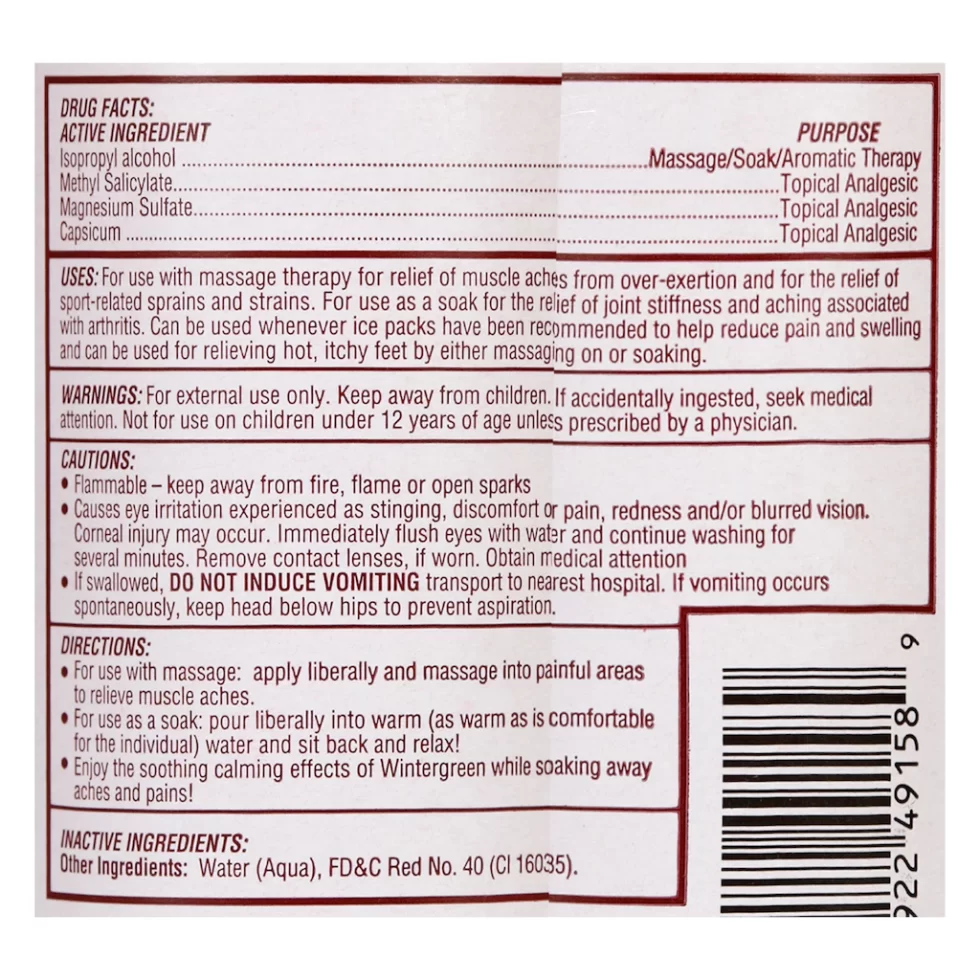 DRUG FACTS:
ACTIVE INGREDIENT PURPOSE
Isopropyl alcohol ........................................................................ Massage/Soak/Aromatic Therapy
Methyl Salicylate........................................................................ Topical Analgesic
Magnesium Sulfate........................................................................ Topical Analgesic
Capsicum ........................................................................ Topical Analgesic
USES: For use with massage therapy for relief of muscle aches from over-exertion and for the relief of
sport-related sprains and strains. For use as a soak for the relief of joint stiffness and aching associated
with arthritis. Can be used whenever ice packs have been recommended to help reduce pain and swelling
and can be used for relieving hot, itchy feet by either massaging on or soaking.
WARNINGS: For external use only. Keep away from children. If accidentally ingested, seek medical
attention. Not for use on children under 12 years of age unless prescribed by a physician.
CAUTIONS:
• Flammable – keep away from fire, flame or open sparks
• Causes eye irritation experienced as stinging, discomfort or pain, redness and/or blurred vision.
Corneal injury may occur. Immediately flush eyes with water and continue washing for
several minutes. Remove contact lenses, if worn. Obtain medical attention
• If swallowed, DO NOT INDUCE VOMITING transport to nearest hospital. If vomiting occurs
spontaneously, keep head below hips to prevent aspiration.
DIRECTIONS:
• For use with massage: apply liberally and massage into painful areas
to relieve muscle aches.
• For use as a soak: pour liberally into warm (as warm as is comfortable
for the individual) water and sit back and relax!
• Enjoy the soothing calming effects of Wintergreen while soaking away
aches and pains!
INACTIVE INGREDIENTS:
Other Ingredients: Water (Aqua), FD&C Red No. 40 (CI 16035).
922 49158 9